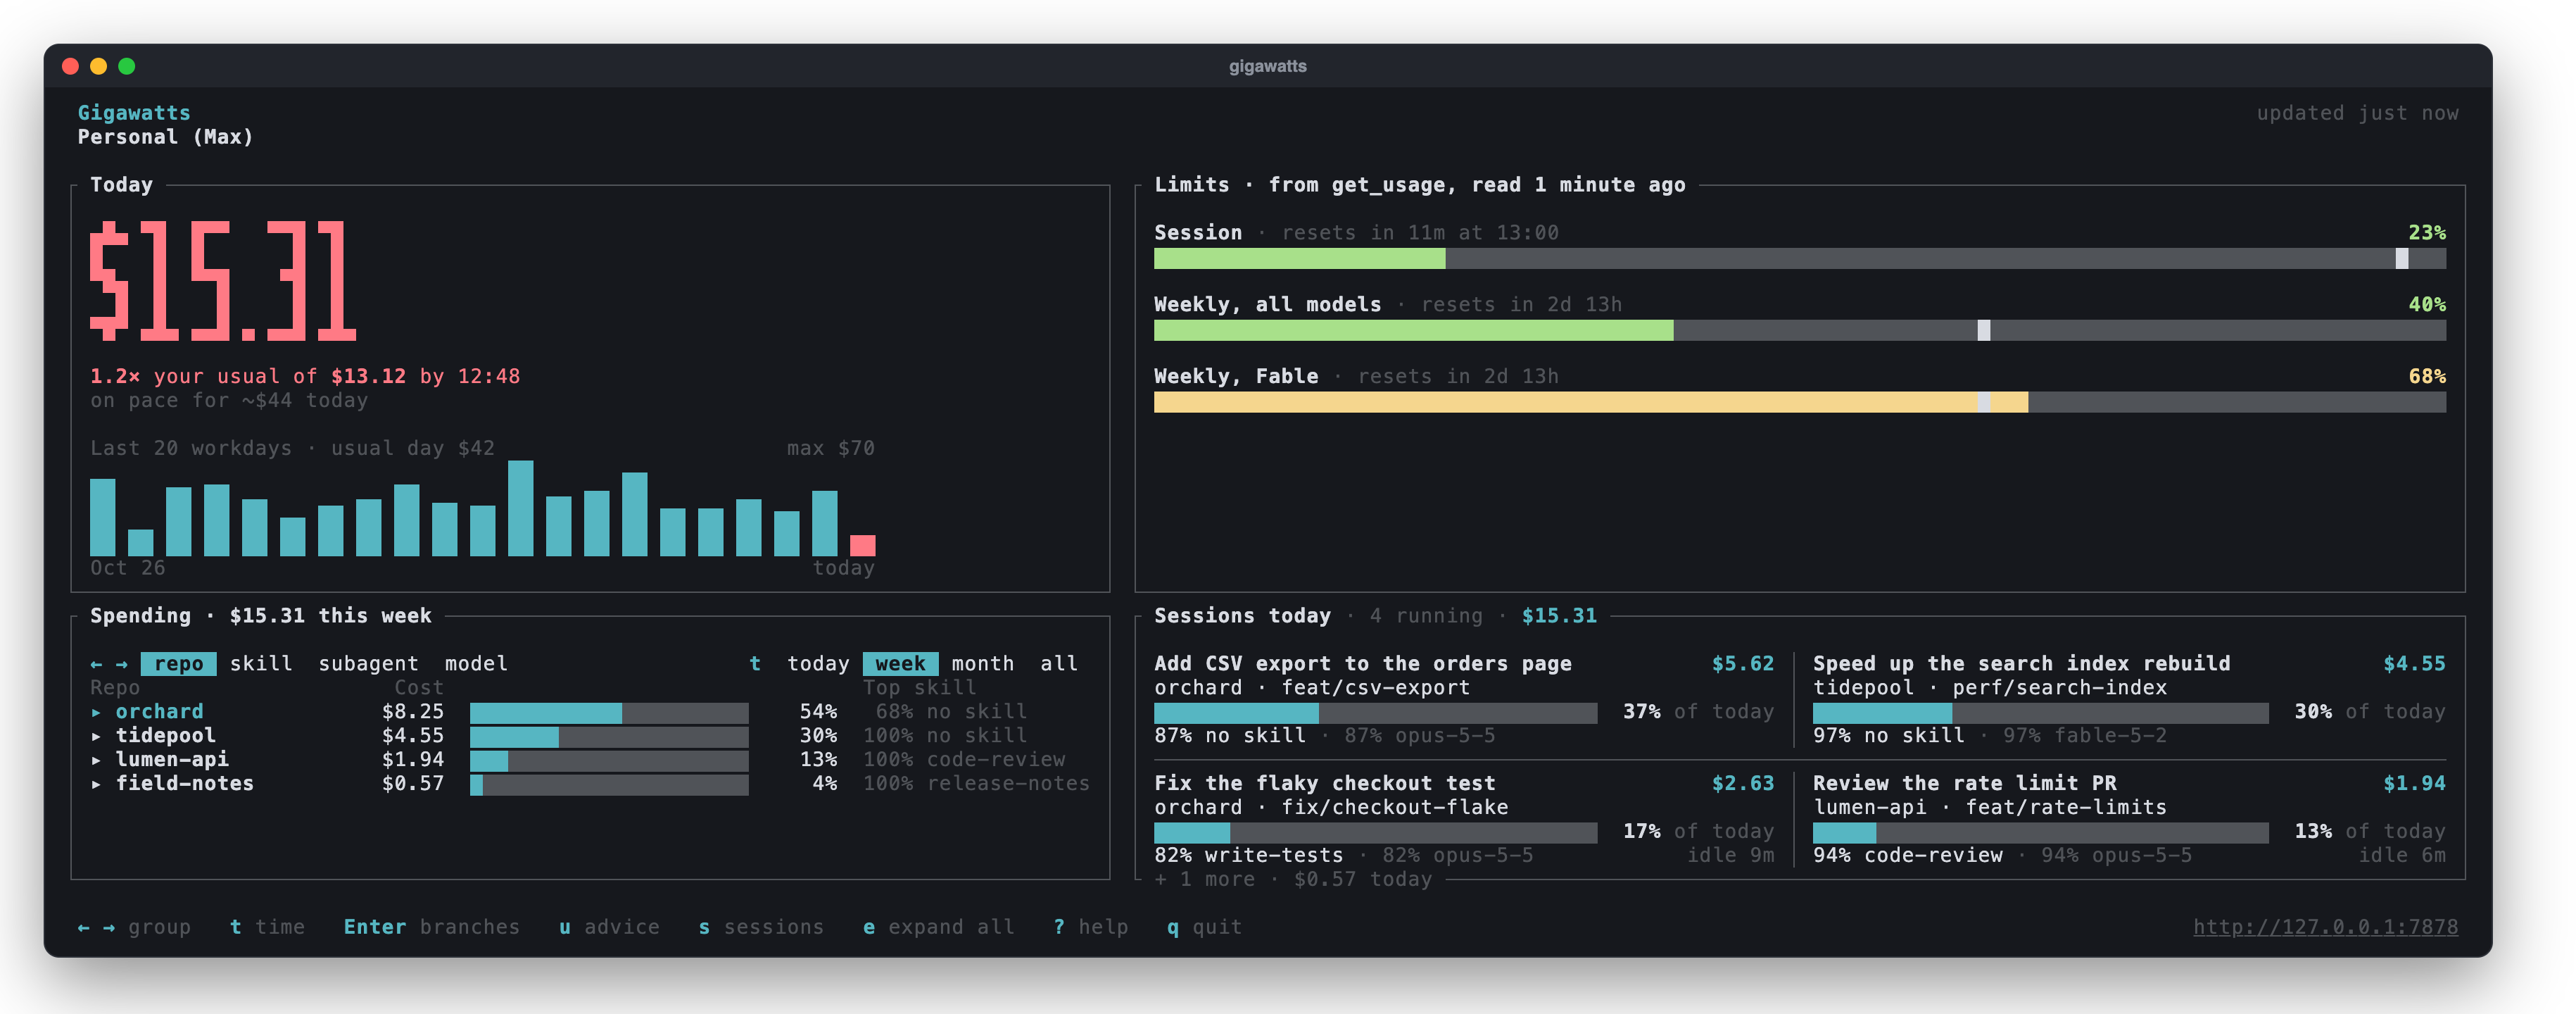 gigawatts
Gigawatts
updated just now
Personal (Max)
Today
$15.31
1.2× your usual of $13.12 by 12:48
on pace for ~$44 today
Last 20 workdays · usual day $42
max $70
Oct 26
today
Limits · from get_usage, read 1 minute ago
Session · resets in 11m at 13:00
23%
Weekly, all models · resets in 2d 13h
40%
Weekly, Fable · resets in 2d 13h
68%
Spending · $15.31 this week
← → repo skill subagent model
t today week month all
Repo Cost Top skill
▸ orchard $8.25 54% 68% no skill
▸ tidepool $4.55 30% 100% no skill
▸ lumen-api $1.94 13% 100% code-review
▸ field-notes $0.57 4% 100% release-notes
Sessions today · 4 running · $15.31
Add CSV export to the orders page $5.62
orchard · feat/csv-export
37% of today
87% no skill · 87% opus-5-5
Speed up the search index rebuild $4.55
tidepool · perf/search-index
30% of today
97% no skill · 97% fable-5-2
Fix the flaky checkout test $2.63
orchard · fix/checkout-flake
17% of today
82% write-tests · 82% opus-5-5 idle 9m
Review the rate limit PR $1.94
lumen-api · feat/rate-limits
13% of today
94% code-review · 94% opus-5-5 idle 6m
+ 1 more · $0.57 today
← → group t time Enter branches u advice s sessions e expand all ? help q quit
http://127.0.0.1:7878